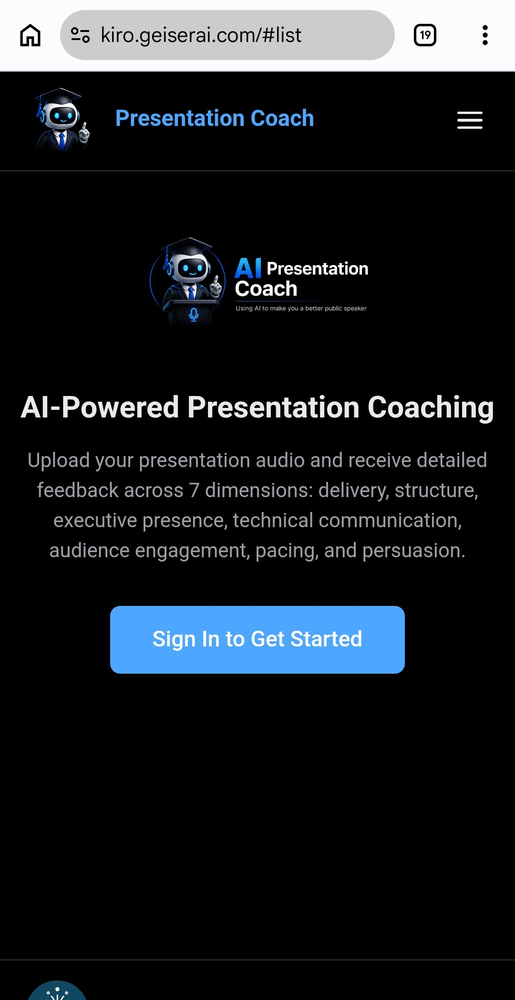 kiro.geiserai.com/#list
19
Presentation Coach
AI Presentation
Coach
Using AI to make you a better public speaker
AI-Powered Presentation Coaching
Upload your presentation audio and receive detailed
feedback across 7 dimensions: delivery, structure,
executive presence, technical communication,
audience engagement, pacing, and persuasion.
Sign In to Get Started